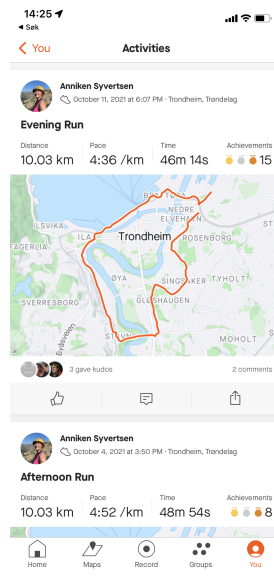 14:25
Søk
You
Activities
Anniken Syvertsen
October 11, 2021 at 6:07 PM · Trondheim, Trøndelag
Evening Run
Distance Pace Time Achievements
10.03 km 4:36 /km 46m 14s 15
NEDRE
ELVEHAVN
ILSVIKA
ILA
Trondheim
ROSENBORG
FAGERLIA
ØYA
SINGSAKER
TYHOLT
SVERRESBORG
GLØSHAUGEN
Byåsveien
MOHOLT
3 gave kudos
2 comments
Anniken Syvertsen
October 4, 2021 at 3:50 PM · Trondheim, Trøndelag
Afternoon Run
Distance Pace Time Achievements
10.03 km 4:52 /km 48m 54s 8
Home Maps Record Groups You